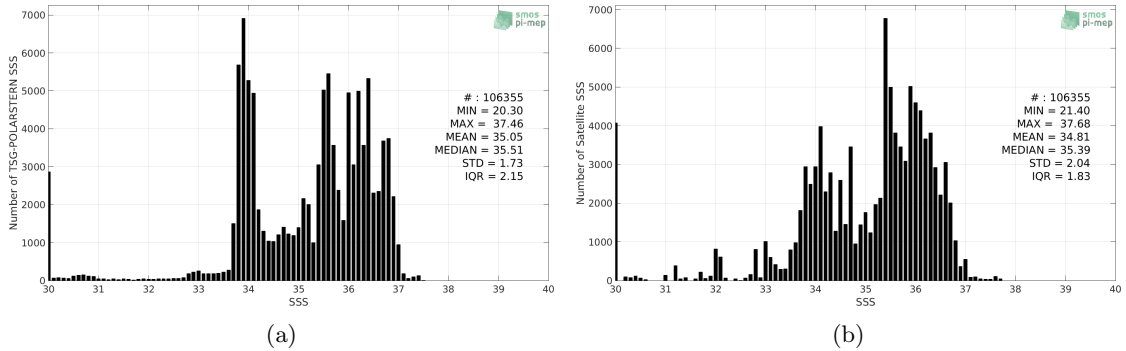 smos
pi-mep
7000
6000
5000
4000
3000
2000
1000
0
Number of TSG-POLARSTERN SSS
# : 106355
MIN = 20.30
MAX = 37.46
MEAN = 35.05
MEDIAN = 35.51
STD = 1.73
IQR = 2.15
30 31 32 33 34 35 36 37 38 39 40
SSS
(a)
smos
pi-mep
7000
6000
5000
4000
3000
2000
1000
0
Number of Satellite SSS
# : 106355
MIN = 21.40
MAX = 37.68
MEAN = 34.81
MEDIAN = 35.39
STD = 2.04
IQR = 1.83
30 31 32 33 34 35 36 37 38 39 40
SSS
(b)